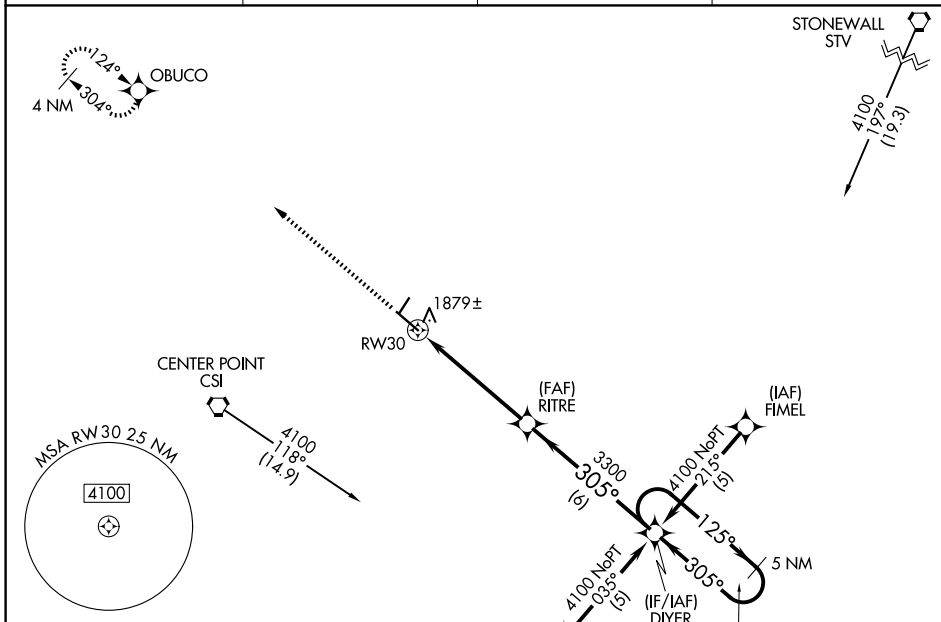 STONEWALL
STV
4100
197°
(19.3)
OBUCO
124°
304°
4 NM
1879±
RW30
CENTER POINT
CSI
4100
118°
(14.9)
MSA RW30 25 NM
4100
(FAF)
RITRE
(IAF)
FIMEL
3300
305°
(6)
4100 NoPT
215°
(5)
125°
305°
5 NM
4100 NoPT
035°
(5)
(IF/IAF)
DIYER